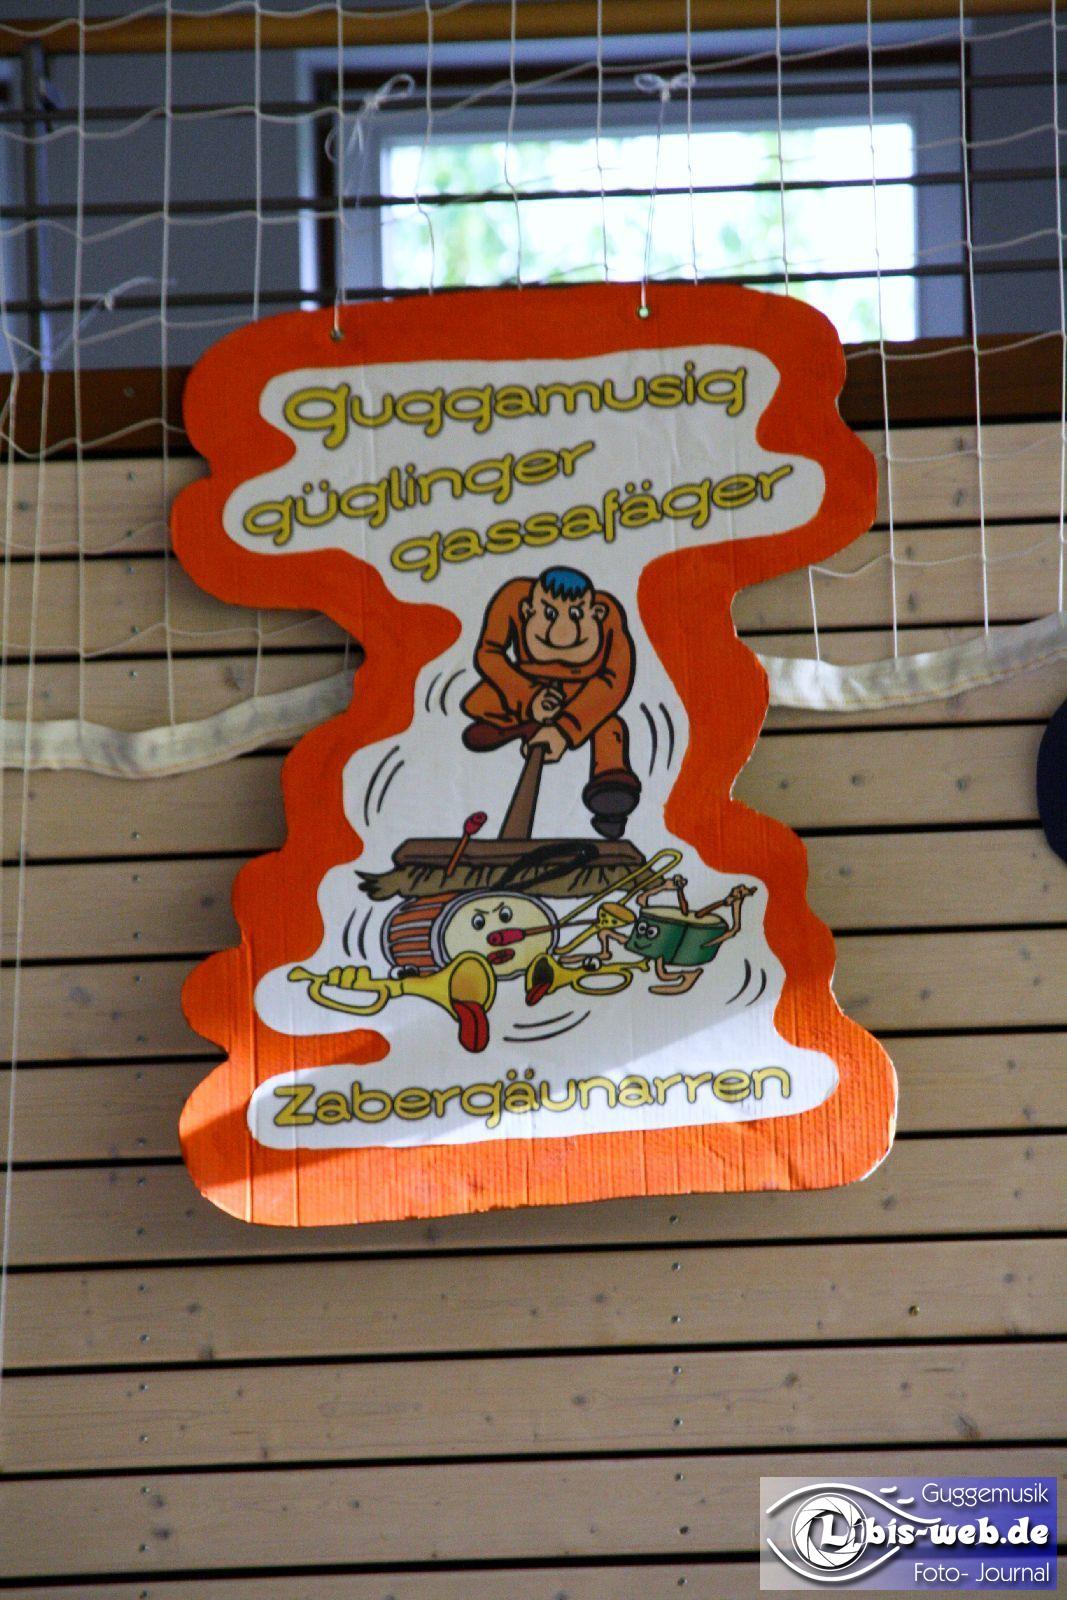 guggamusig
güglinger
gassafäger
Zabergäunarren
Guggemusik
Libis-web.de
Foto- Journal